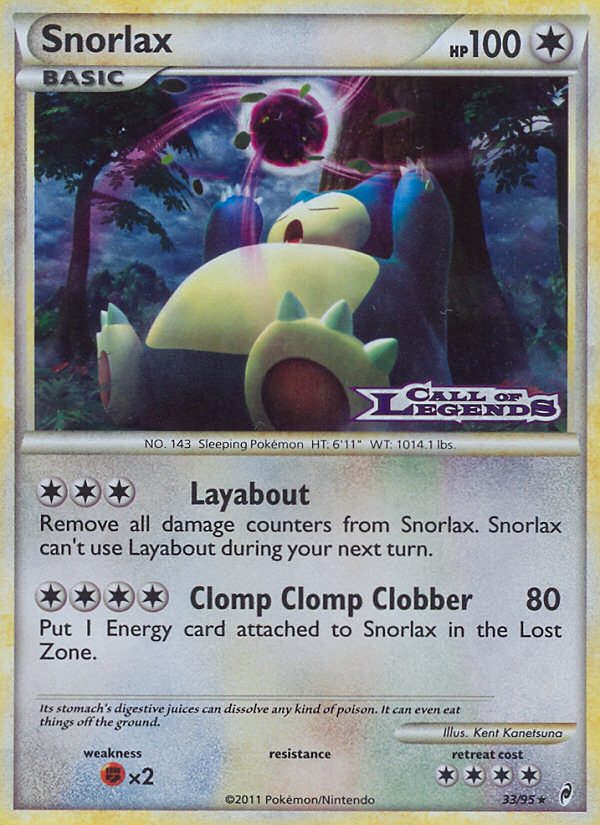 Snorlax
HP100
BASIC
CALL OF
LEGENDS
NO. 143 Sleeping Pokémon HT: 6'11" WT: 1014.1 lbs.
Layabout
Remove all damage counters from Snorlax. Snorlax
can't use Layabout during your next turn.
Clomp Clomp Clobber 80
Put 1 Energy card attached to Snorlax in the Lost
Zone.
Its stomach's digestive juices can dissolve any kind of poison. It can even eat
things off the ground.
Illus. Kent Kanetsuna
weakness resistance retreat cost
×2
©2011 Pokémon/Nintendo 33/95★